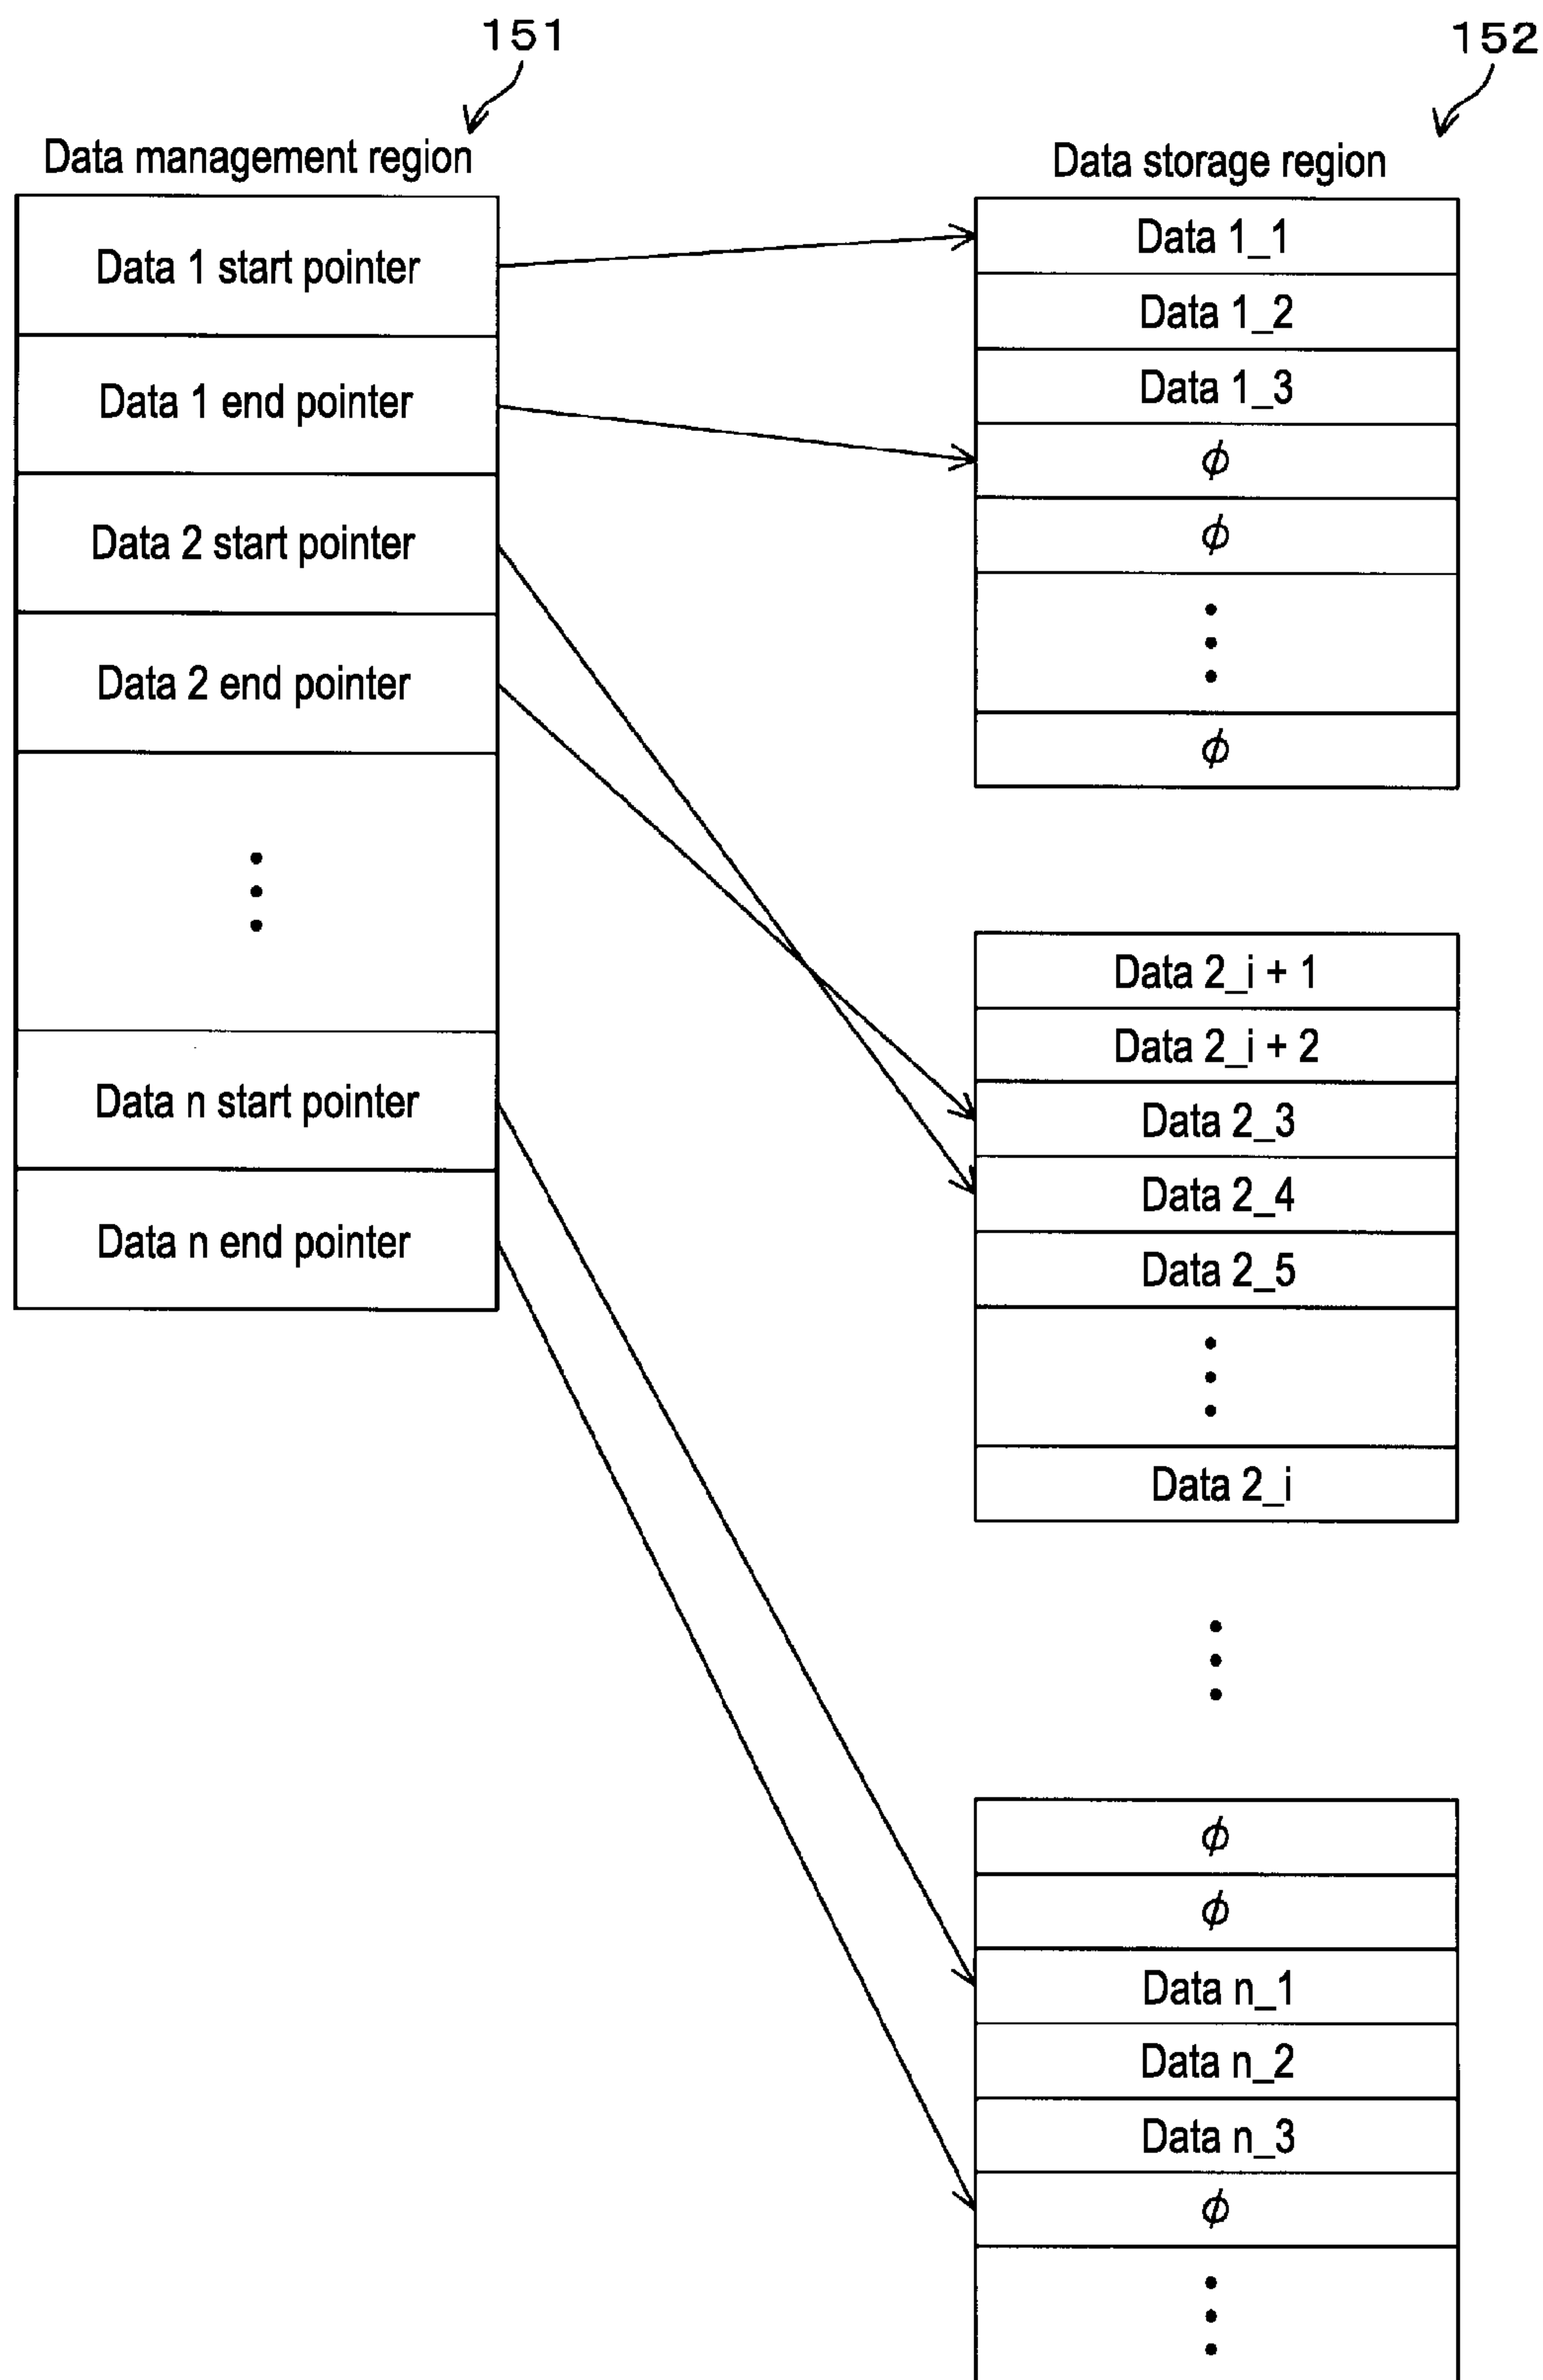 151
Data management region
Data 1 start pointer
Data 1 end pointer
Data 2 start pointer
Data 2 end pointer
Data n start pointer
Data n end pointer
152
Data storage region
Data 1_1
Data 1_2
Data 1_3
ϕ
ϕ
ϕ
Data 2_i + 1
Data 2_i + 2
Data 2_3
Data 2_4
Data 2_5
Data 2_i
ϕ
ϕ
Data n_1
Data n_2
Data n_3
ϕ